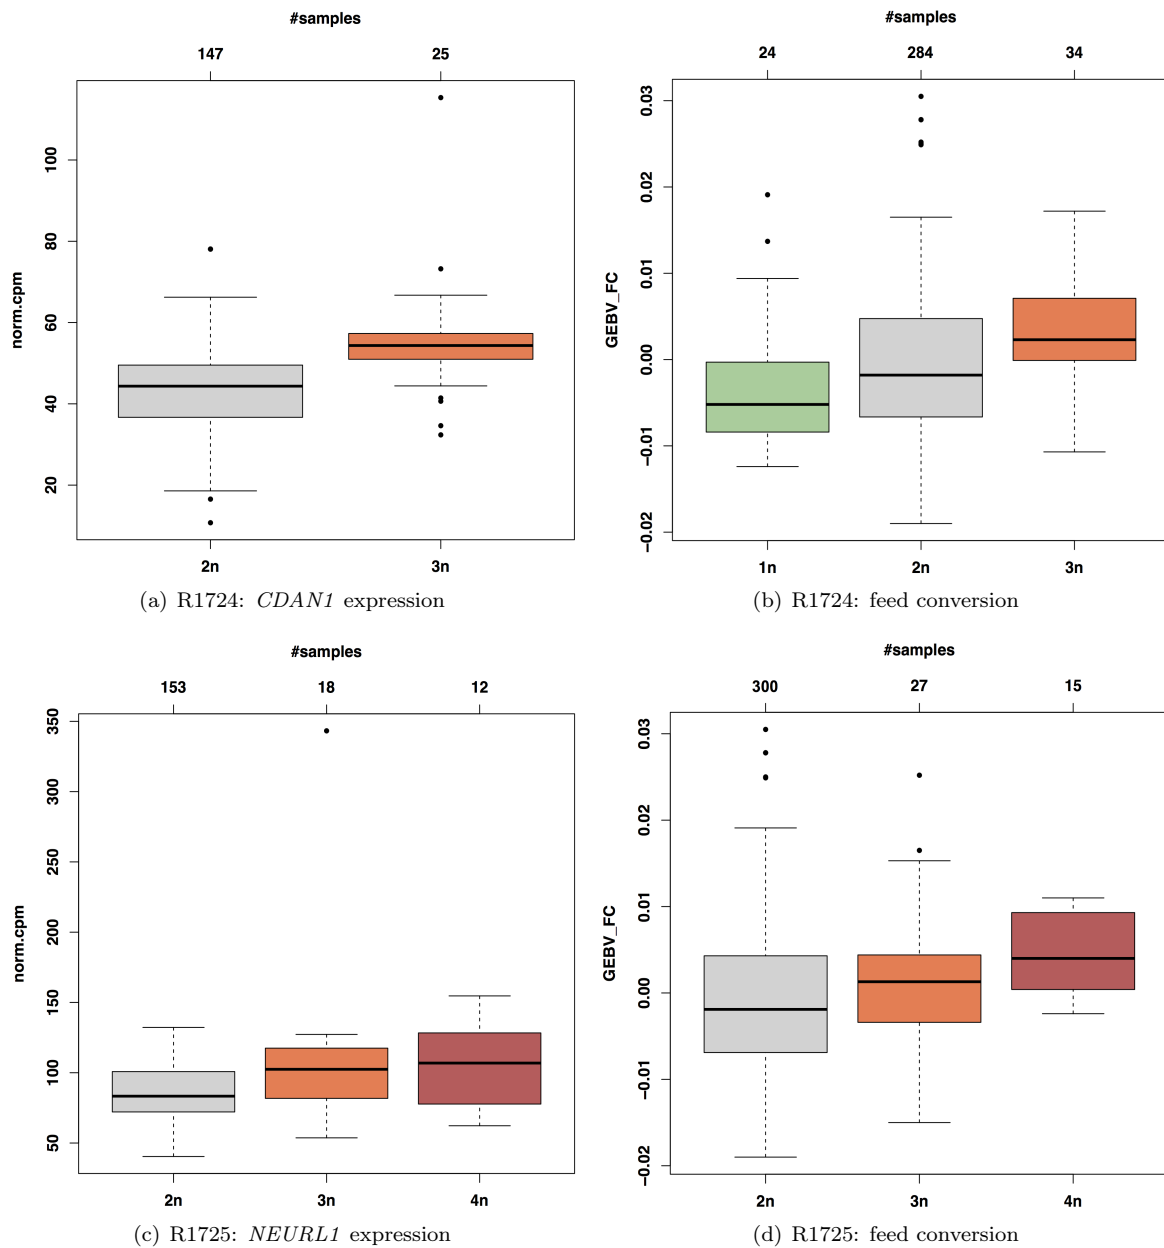 #samples
147 25
norm.cpm
100
80
60
40
20
2n 3n
(a) R1724: CDAN1 expression
#samples
24 284 34
GEBV_FC
0.03
0.02
0.01
0.00
−0.01
−0.02
1n 2n 3n
(b) R1724: feed conversion
#samples
153 18 12
norm.cpm
350
300
250
200
150
100
50
2n 3n 4n
(c) R1725: NEURL1 expression
#samples
300 27 15
GEBV_FC
0.03
0.02
0.01
0.00
−0.01
−0.02
2n 3n 4n
(d) R1725: feed conversion